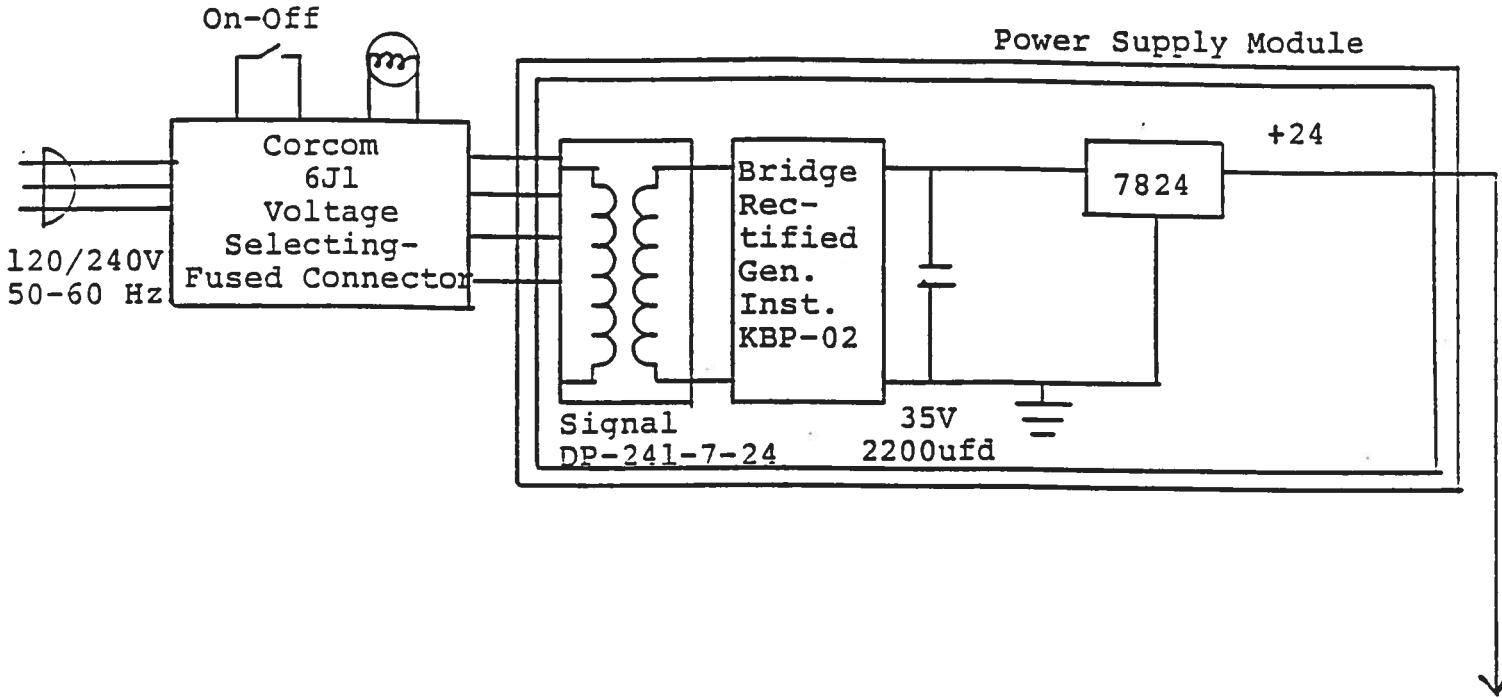 On-Off
Power Supply Module
Corcom
6J1
Voltage
Selecting-
Fused Connector
120/240V
50-60 Hz
Bridge
Rec-
tified
Gen.
Inst.
KBP-02
7824
+24
Signal
DP-241-7-24
35V
2200ufd